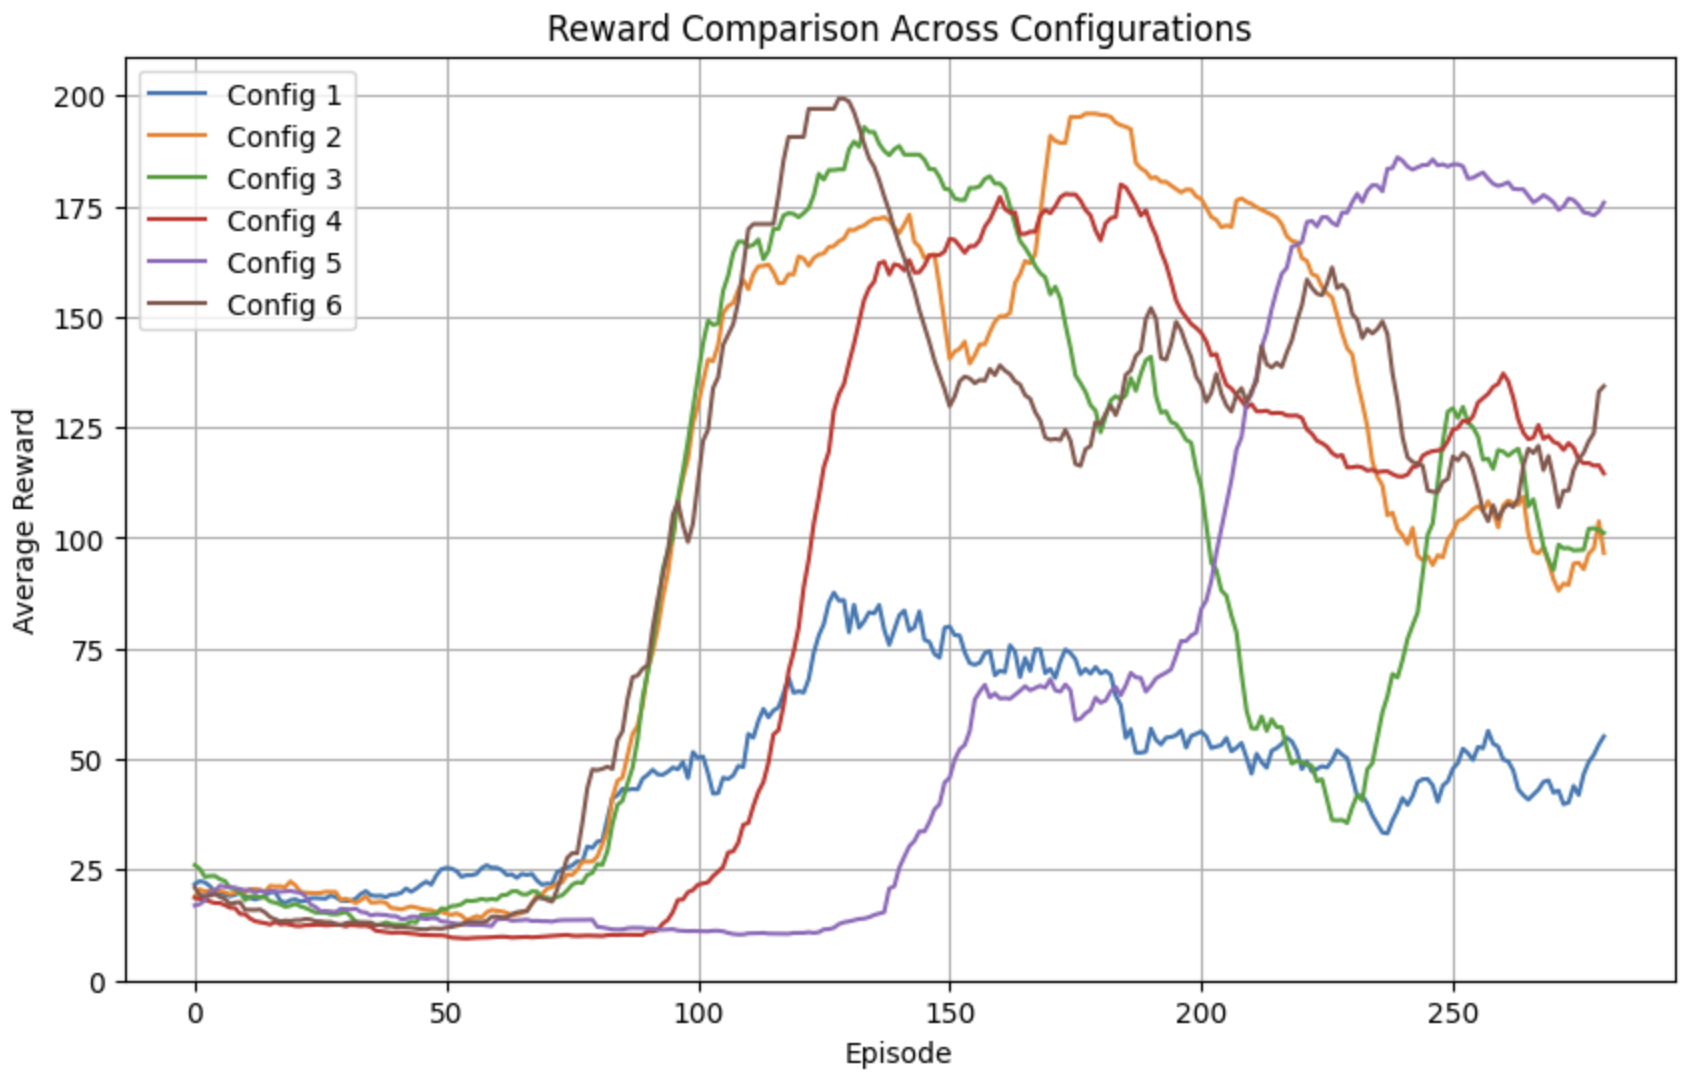 Reward Comparison Across Configurations
Config 1
Config 2
Config 3
Config 4
Config 5
Config 6
200
175
150
125
100
75
50
25
0
Average Reward
0 50 100 150 200 250
Episode